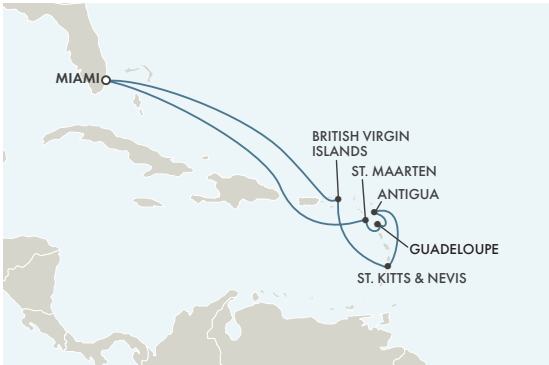 MIAMI
BRITISH VIRGIN
ISLANDS
ST. MAARTEN
ANTIGUA
GUADELOUPE
ST. KITTS & NEVIS